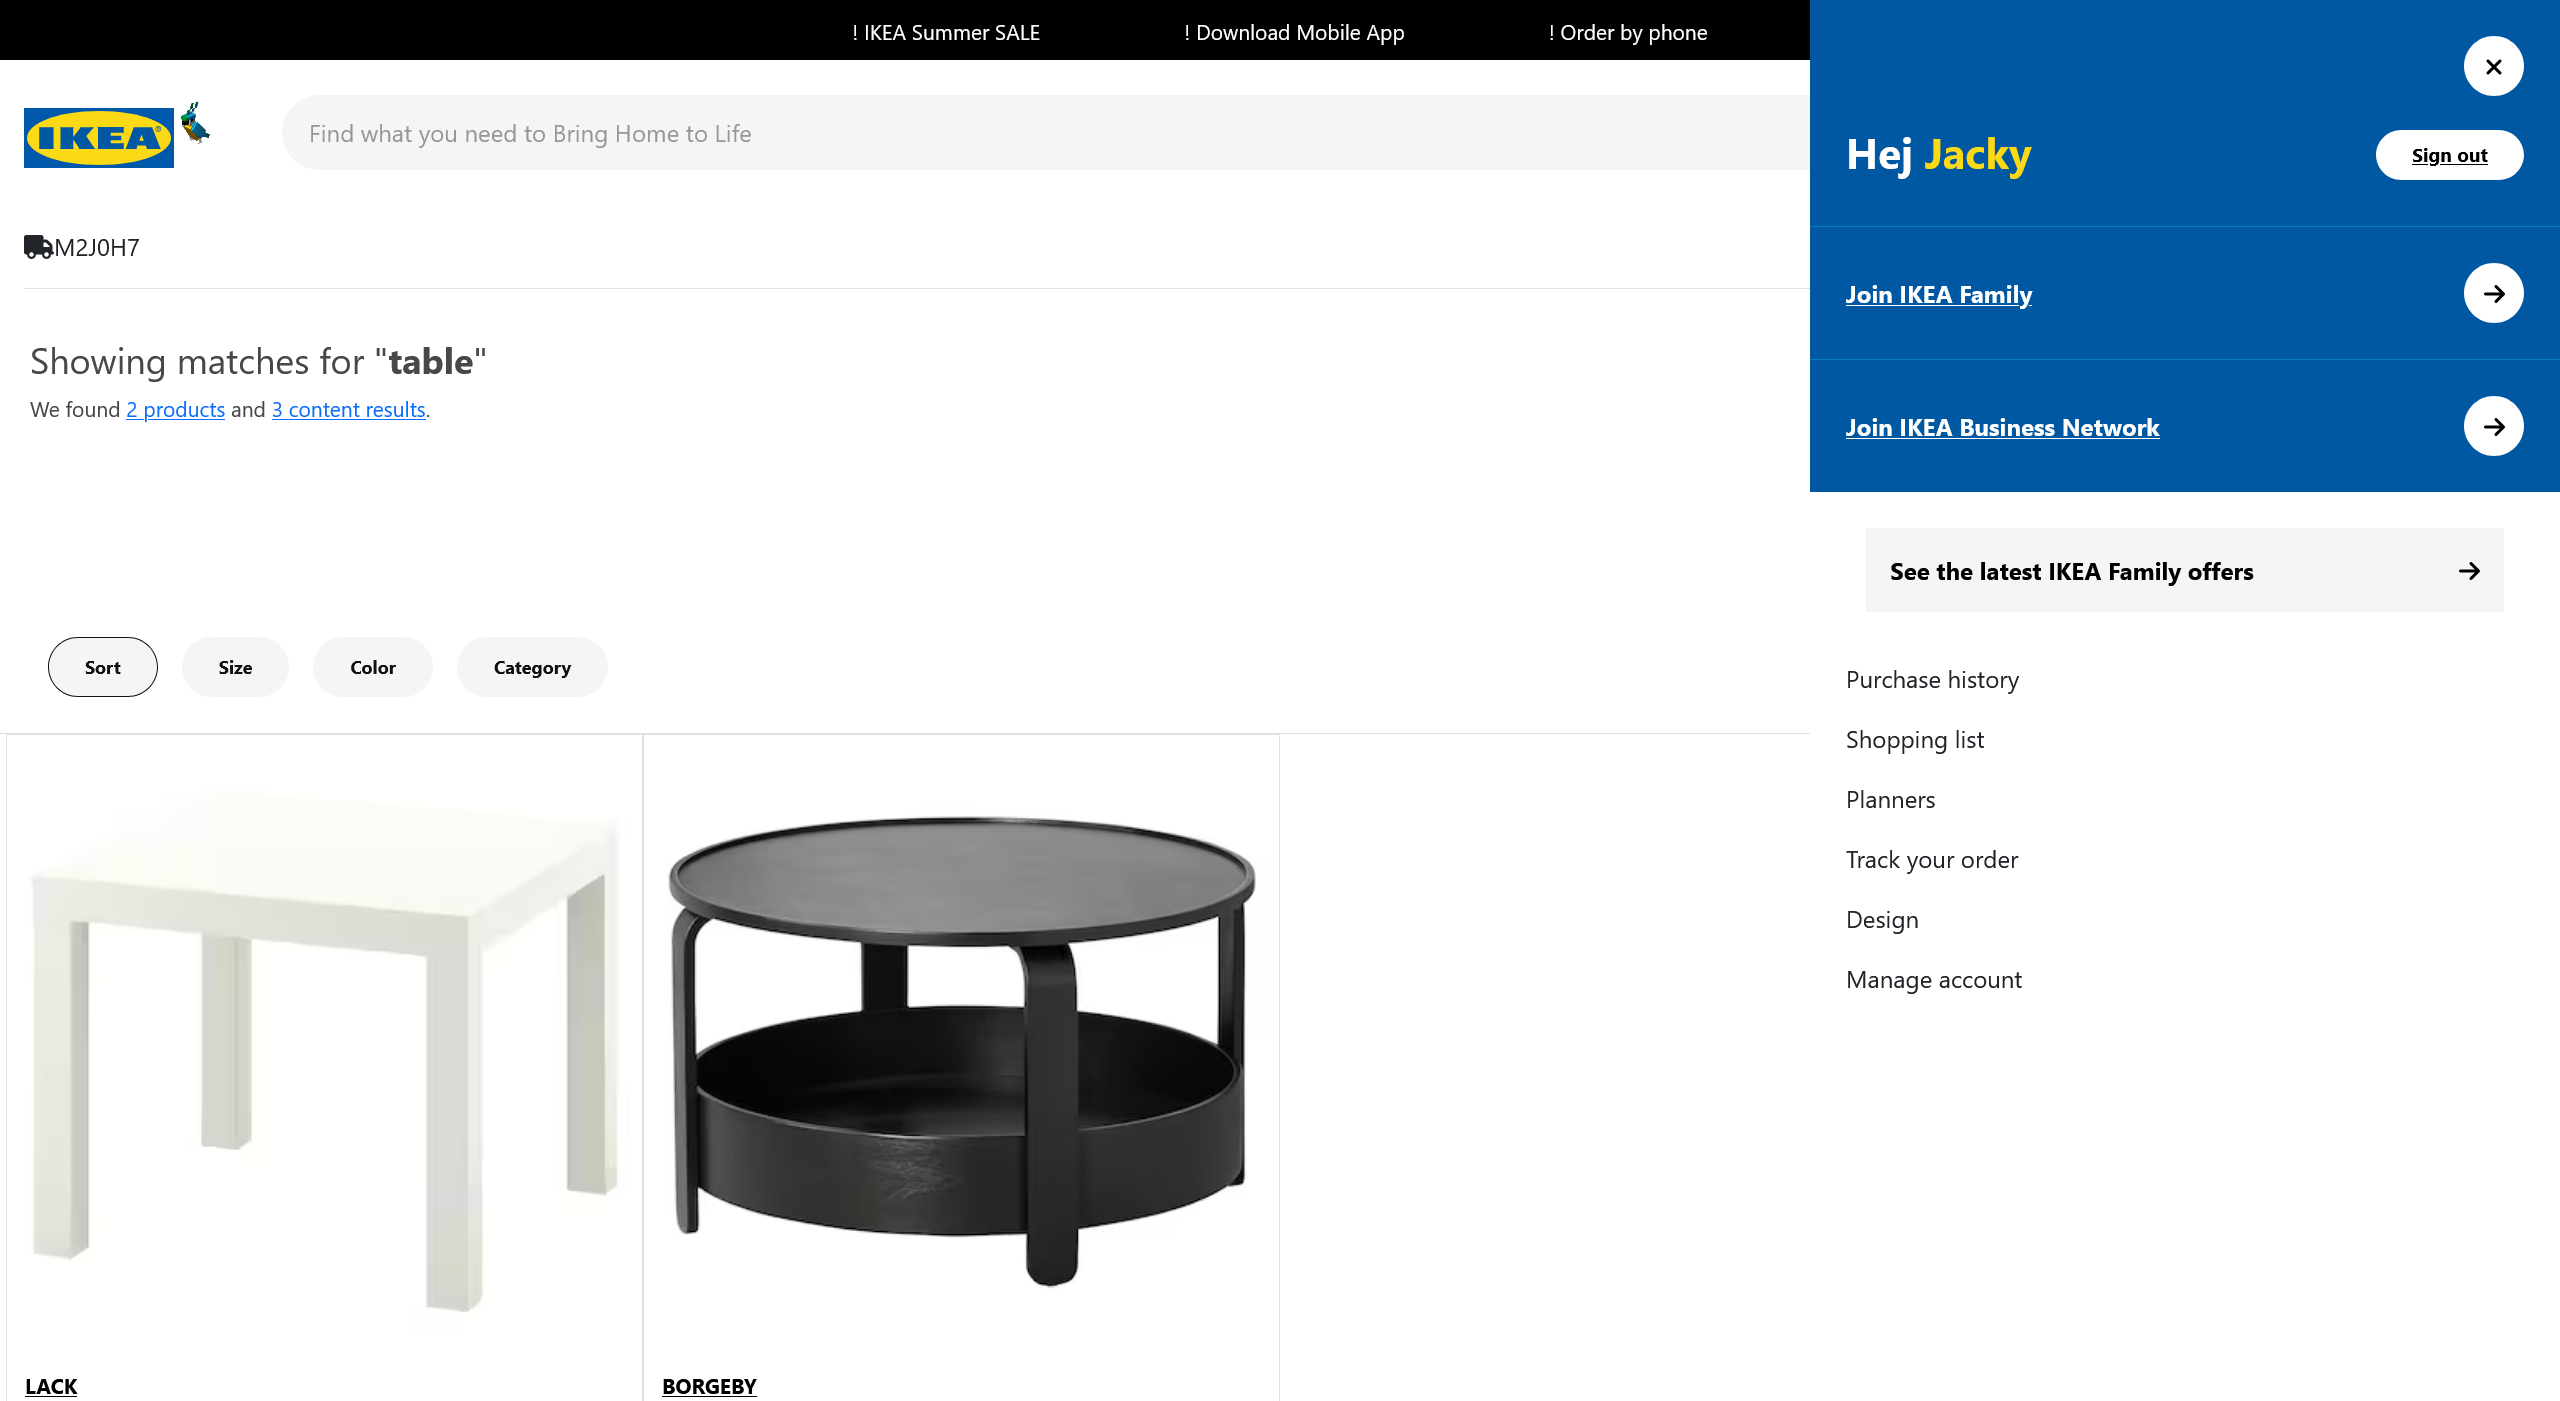 ! IKEA Summer SALE
! Download Mobile App
! Order by phone
IKEA
Find what you need to Bring Home to Life
M2J0H7
Showing matches for "table"
We found 2 products and 3 content results.
Sort
Size
Color
Category
LACK
BORGEBY
Hej Jacky
Sign out
Join IKEA Family
Join IKEA Business Network
See the latest IKEA Family offers
Purchase history
Shopping list
Planners
Track your order
Design
Manage account